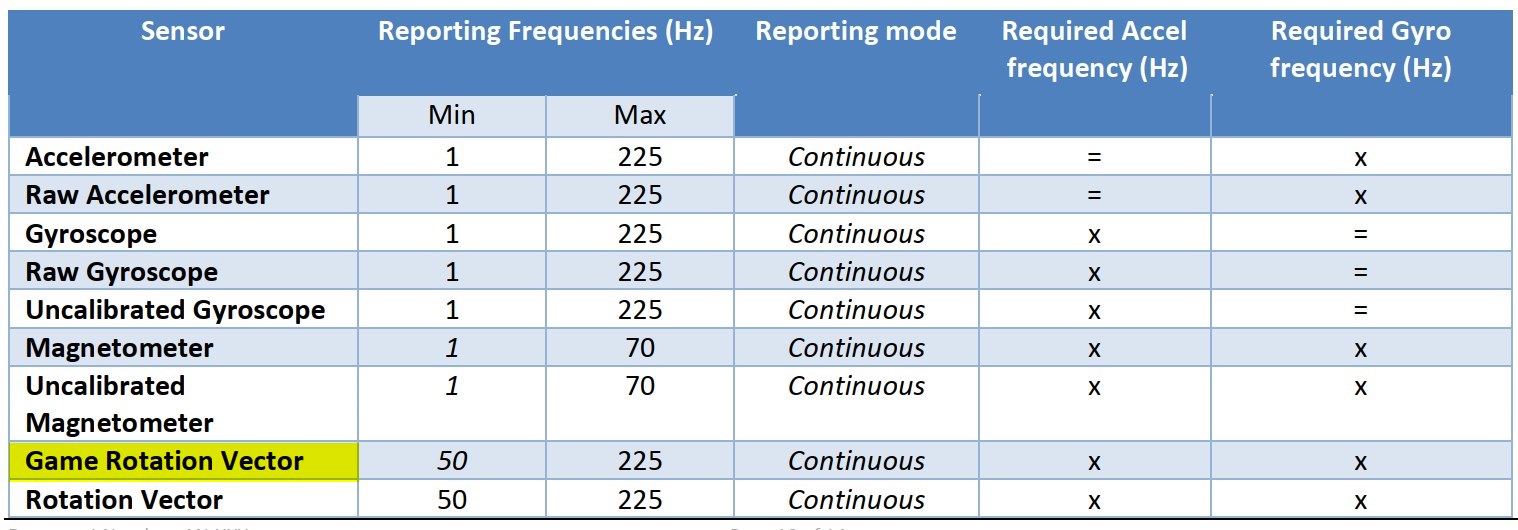 Sensor Reporting Frequencies (Hz) Reporting mode Required Accel frequency (Hz) Required Gyro frequency (Hz)
Min Max
Accelerometer 1 225 Continuous = x
Raw Accelerometer 1 225 Continuous = x
Gyroscope 1 225 Continuous x =
Raw Gyroscope 1 225 Continuous x =
Uncalibrated Gyroscope 1 225 Continuous x =
Magnetometer 1 70 Continuous x x
Uncalibrated Magnetometer 1 70 Continuous x x
Game Rotation Vector 50 225 Continuous x x
Rotation Vector 50 225 Continuous x x